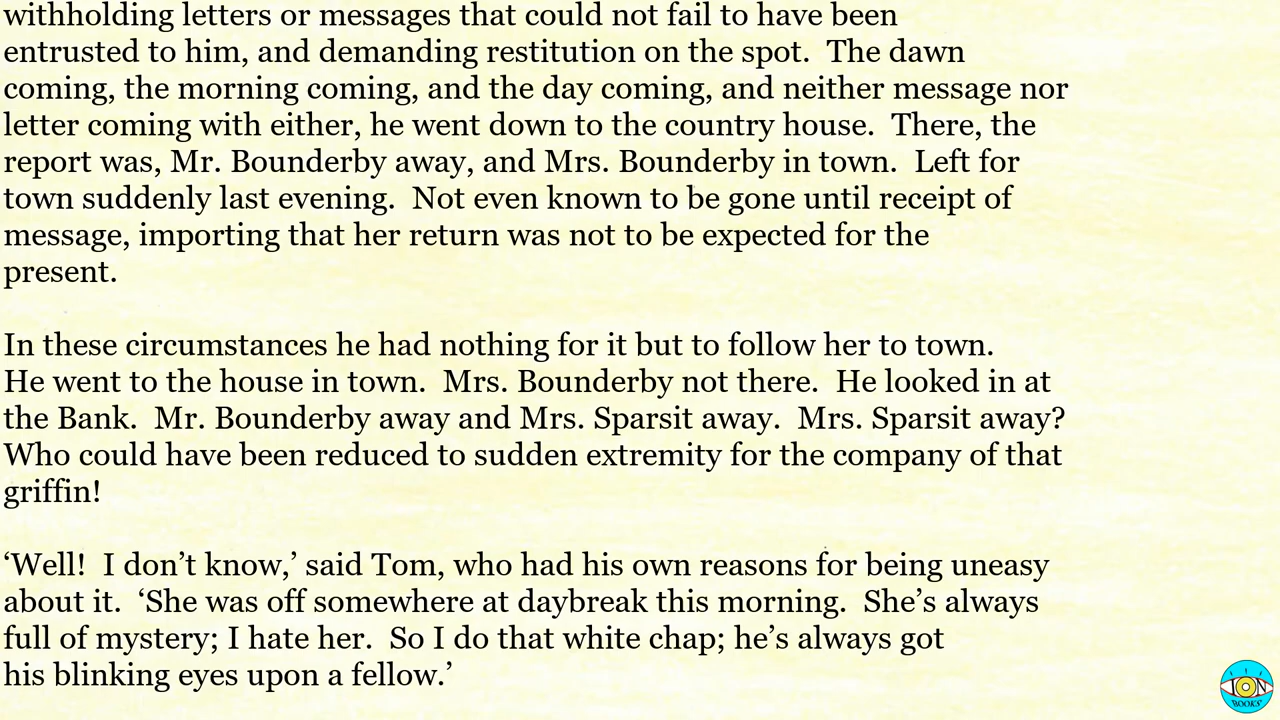 withholding letters or messages that could not fail to have been
entrusted to him, and demanding restitution on the spot.  The dawn
coming, the morning coming, and the day coming, and neither message nor
letter coming with either, he went down to the country house.  There, the
report was, Mr. Bounderby away, and Mrs. Bounderby in town.  Left for
town suddenly last evening.  Not even known to be gone until receipt of
message, importing that her return was not to be expected for the
present.
In these circumstances he had nothing for it but to follow her to town.
He went to the house in town.  Mrs. Bounderby not there.  He looked in at
the Bank.  Mr. Bounderby away and Mrs. Sparsit away.  Mrs. Sparsit away?
Who could have been reduced to sudden extremity for the company of that
griffin!
‘Well!  I don’t know,’ said Tom, who had his own reasons for being uneasy
about it.  ‘She was off somewhere at daybreak this morning.  She’s always
full of mystery; I hate her.  So I do that white chap; he’s always got
his blinking eyes upon a fellow.’
ION
BOOKS